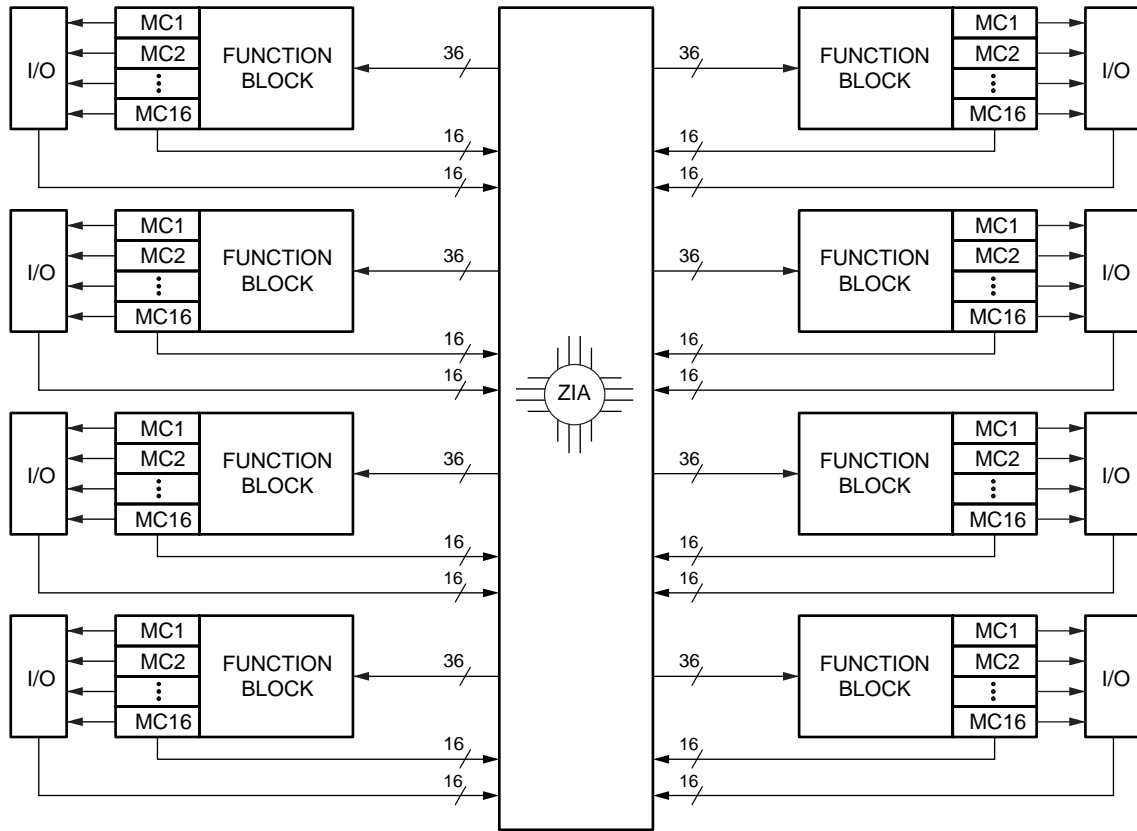 MC1 MC1
I/O MC2 FUNCTION BLOCK 36 36 FUNCTION BLOCK MC2 I/O
MC16 MC16
16 16
16 16
MC1 MC1
I/O MC2 FUNCTION BLOCK 36 36 FUNCTION BLOCK MC2 I/O
MC16 MC16
16 16
16 16
ZIA
MC1 MC1
I/O MC2 FUNCTION BLOCK 36 36 FUNCTION BLOCK MC2 I/O
MC16 MC16
16 16
16 16
MC1 MC1
I/O MC2 FUNCTION BLOCK 36 36 FUNCTION BLOCK MC2 I/O
MC16 MC16
16 16
16 16